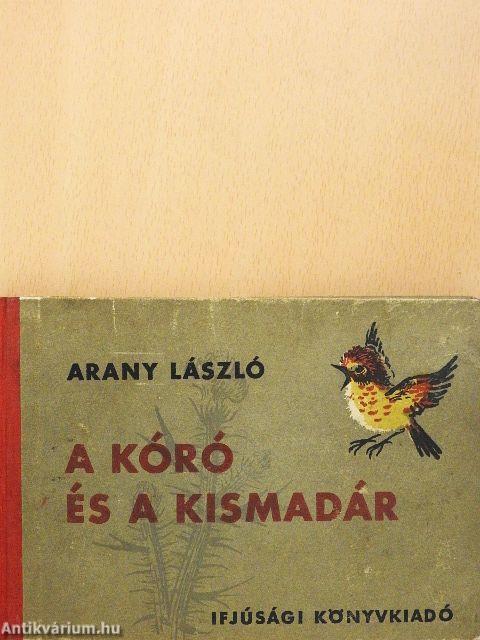 ARANY LÁSZLÓ
A KÓRÓ
ÉS A KISMADÁR
IFJÚSÁGI KÖNYVKIADÓ
Antikvárium.hu